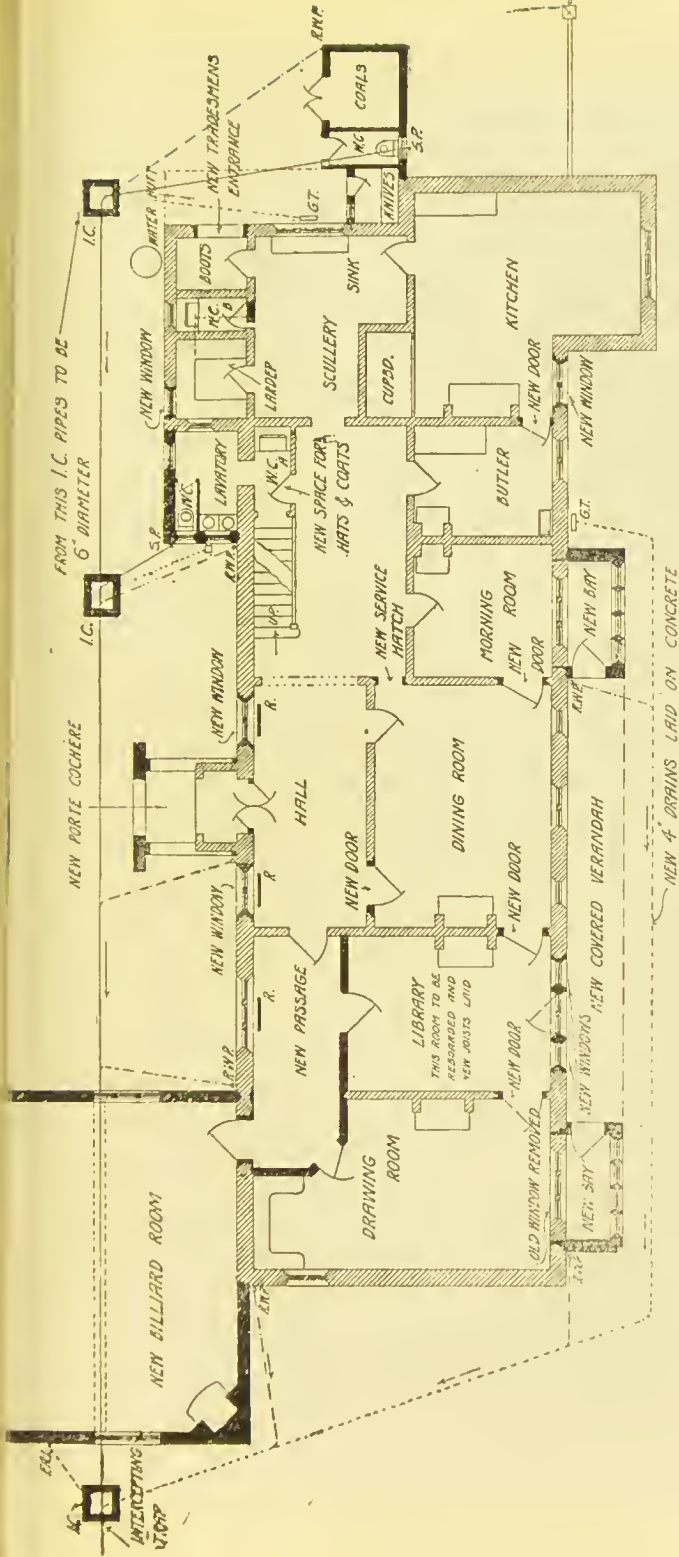 FROM THIS I.C. PIPES TO BE
6" DIAMETER
I.C.
I.C.
WATER BUTT
NEW TRADESMENS
ENTRANCE
R.W.P.
COALS
W.C.
S.P.
KNIVES
G.T.
BOOTS
W.C.
B
LARDER
NEW WINDOW
SINK
SCULLERY
CUPBD.
KITCHEN
NEW DOOR
NEW WINDOW
S.P.
W.C.
LAVATORY
R.W.P.
W.C.
A
NEW SPACE FOR
HATS & COATS
UP
BUTLER
G.T.
NEW SERVICE
HATCH
MORNING
ROOM
NEW
DOOR
NEW BAY
R.W.P.
NEW PORTE COCHÈRE
NEW WINDOW
R.
HALL
R.
NEW WINDOW
NEW DOOR
DINING ROOM
NEW DOOR
NEW COVERED VERANDAH
NEW 4" DRAINS LAID ON CONCRETE
R.
NEW PASSAGE
R.W.P.
LIBRARY
THIS ROOM TO BE
REBOARDED AND
NEW JOISTS LAID
NEW DOOR
NEW WINDOWS
DRAWING
ROOM
OLD WINDOW REMOVED
NEW BAY
R.W.P.
NEW BILLIARD ROOM
R.W.P.
F.A.I.
INTERCEPTING
TRAP